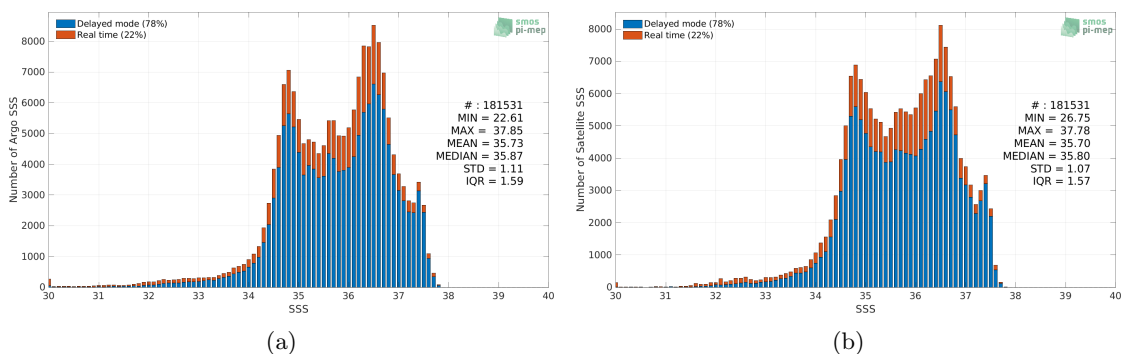 Delayed mode (78%)
Real time (22%)
smos
pi-mep
Number of Argo SSS
8000
7000
6000
5000
4000
3000
2000
1000
0
# : 181531
MIN = 22.61
MAX = 37.85
MEAN = 35.73
MEDIAN = 35.87
STD = 1.11
IQR = 1.59
30 31 32 33 34 35 36 37 38 39 40
SSS
(a)
Delayed mode (78%)
Real time (22%)
smos
pi-mep
Number of Satellite SSS
8000
7000
6000
5000
4000
3000
2000
1000
0
# : 181531
MIN = 26.75
MAX = 37.78
MEAN = 35.70
MEDIAN = 35.80
STD = 1.07
IQR = 1.57
30 31 32 33 34 35 36 37 38 39 40
SSS
(b)